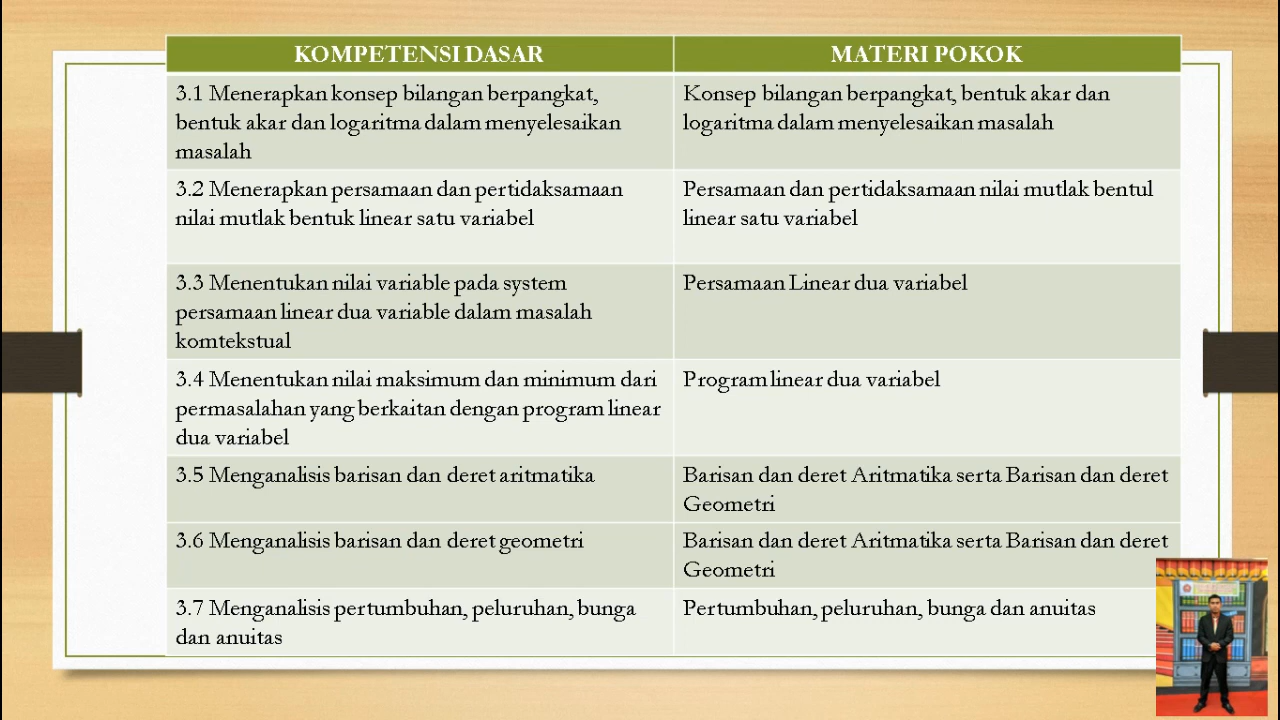 KOMPETENSI DASAR
MATERI POKOK
3.1 Menerapkan konsep bilangan berpangkat,
bentuk akar dan logaritma dalam menyelesaikan
masalah
Konsep bilangan berpangkat, bentuk akar dan
logaritma dalam menyelesaikan masalah
3.2 Menerapkan persamaan dan pertidaksamaan
nilai mutlak bentuk linear satu variabel
Persamaan dan pertidaksamaan nilai mutlak bentul
linear satu variabel
3.3 Menentukan nilai variable pada system
persamaan linear dua variable dalam masalah
komtekstual
Persamaan Linear dua variabel
3.4 Menentukan nilai maksimum dan minimum dari
permasalahan yang berkaitan dengan program linear
dua variabel
Program linear dua variabel
3.5 Menganalisis barisan dan deret aritmatika
Barisan dan deret Aritmatika serta Barisan dan deret
Geometri
3.6 Menganalisis barisan dan deret geometri
Barisan dan deret Aritmatika serta Barisan dan deret
Geometri
3.7 Menganalisis pertumbuhan, peluruhan, bunga
dan anuitas
Pertumbuhan, peluruhan, bunga dan anuitas